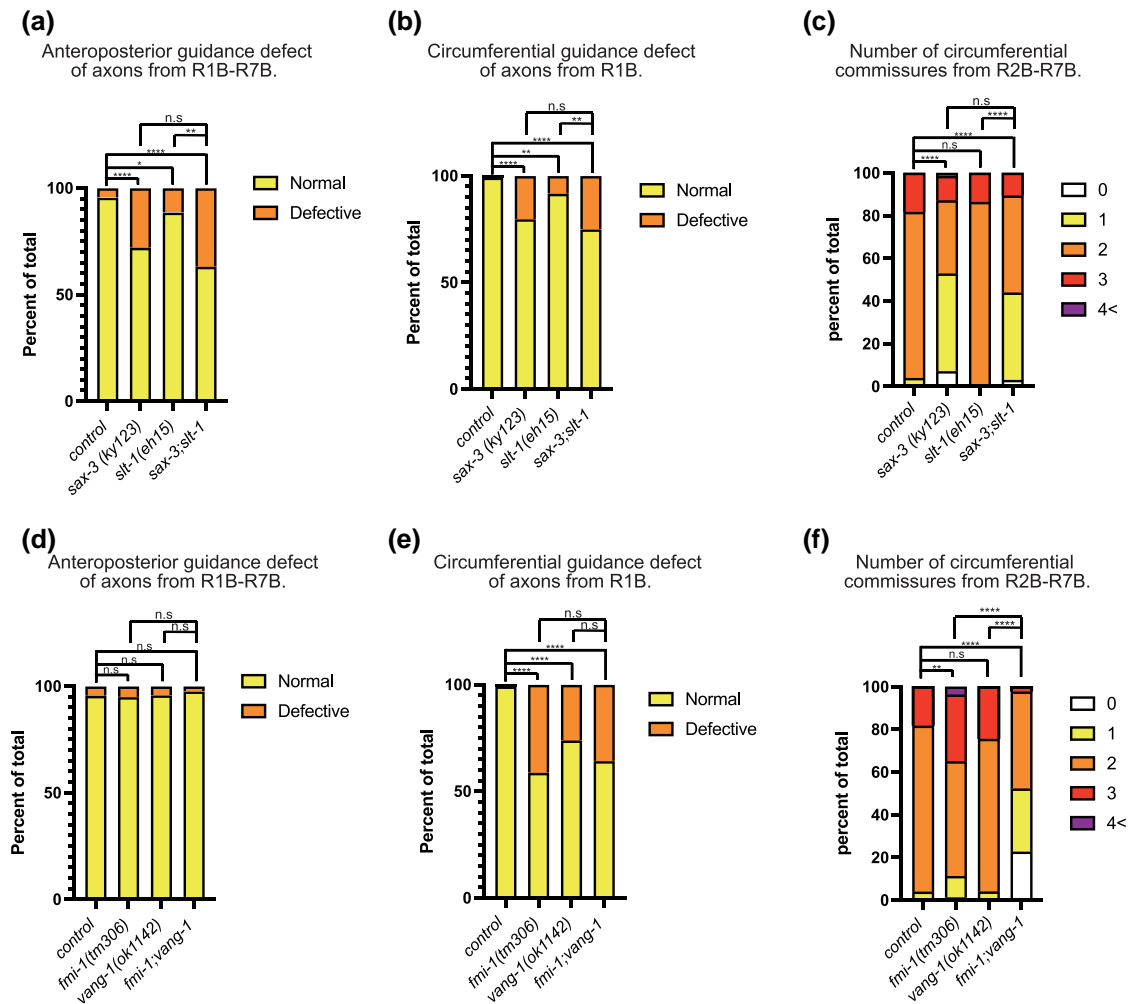 (a)
Anteroposterior guidance defect
of axons from R1B-R7B.
n.s
**
****
*
****
Percent of total
100
50
0
control
sax-3 (ky123)
slt-1(eh15)
sax-3;slt-1
Normal
Defective
(b)
Circumferential guidance defect
of axons from R1B.
n.s
**
****
**
****
Percent of total
100
50
0
control
sax-3 (ky123)
slt-1(eh15)
sax-3;slt-1
Normal
Defective
(c)
Number of circumferential
commissures from R2B-R7B.
n.s
****
****
n.s
****
percent of total
100
80
60
40
20
0
control
sax-3 (ky123)
slt-1(eh15)
sax-3;slt-1
0
1
2
3
4<
(d)
Anteroposterior guidance defect
of axons from R1B-R7B.
n.s
n.s
n.s
n.s
n.s
Percent of total
100
50
0
control
fmi-1(tm306)
vang-1(ok1142)
fmi-1;vang-1
Normal
Defective
(e)
Circumferential guidance defect
of axons from R1B.
n.s
n.s
****
****
****
Percent of total
100
50
0
control
fmi-1(tm306)
vang-1(ok1142)
fmi-1;vang-1
Normal
Defective
(f)
Number of circumferential
commissures from R2B-R7B.
****
****
****
n.s
**
percent of total
100
80
60
40
20
0
control
fmi-1(tm306)
vang-1(ok1142)
fmi-1;vang-1
0
1
2
3
4<